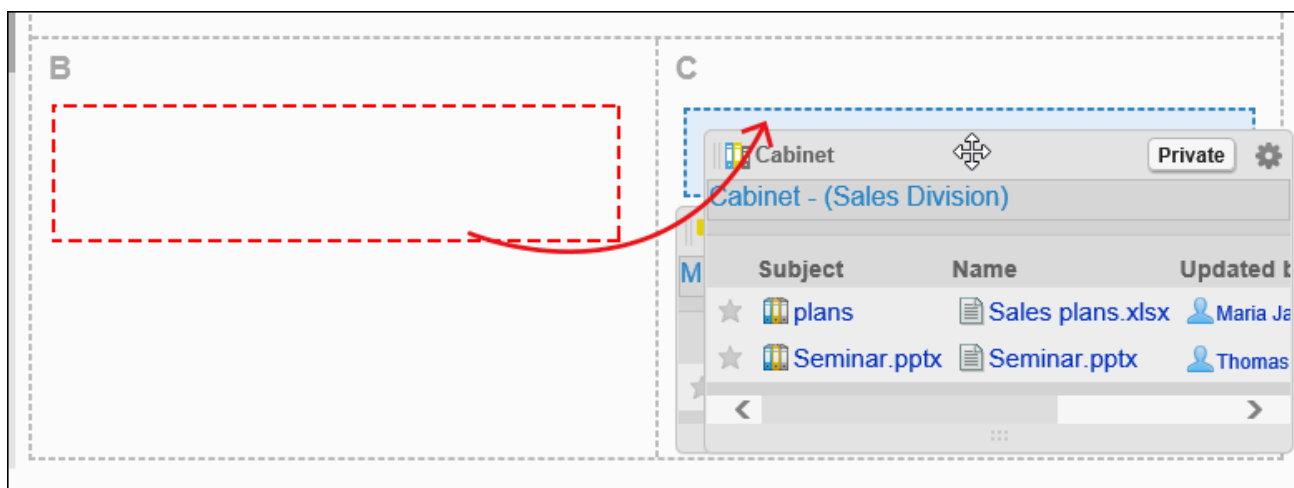 B
C
Cabinet
Private
Cabinet - (Sales Division)
M
Subject Name Updated b
plans Sales plans.xlsx Maria Ja
Seminar.pptx Seminar.pptx Thomas